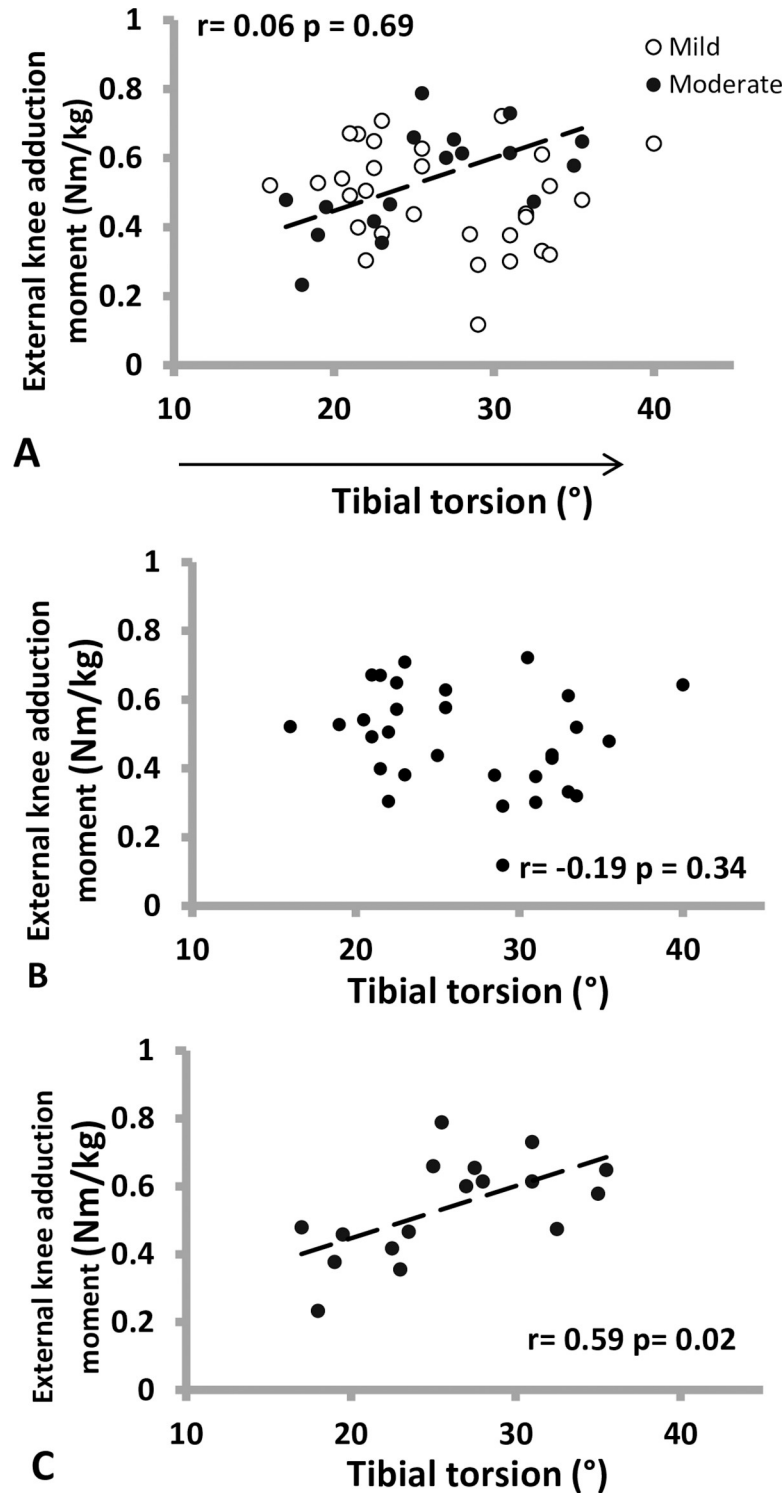 r= 0.06 p = 0.69
Mild
Moderate
External knee adduction
moment (Nm/kg)
1
0.8
0.6
0.4
0.2
0
10 20 30 40
A
Tibial torsion (°)
External knee adduction
moment (Nm/kg)
1
0.8
0.6
0.4
0.2
0
r= -0.19 p = 0.34
10 20 30 40
B
Tibial torsion (°)
External knee adduction
moment (Nm/kg)
1
0.8
0.6
0.4
0.2
0
r= 0.59 p= 0.02
10 20 30 40
C
Tibial torsion (°)